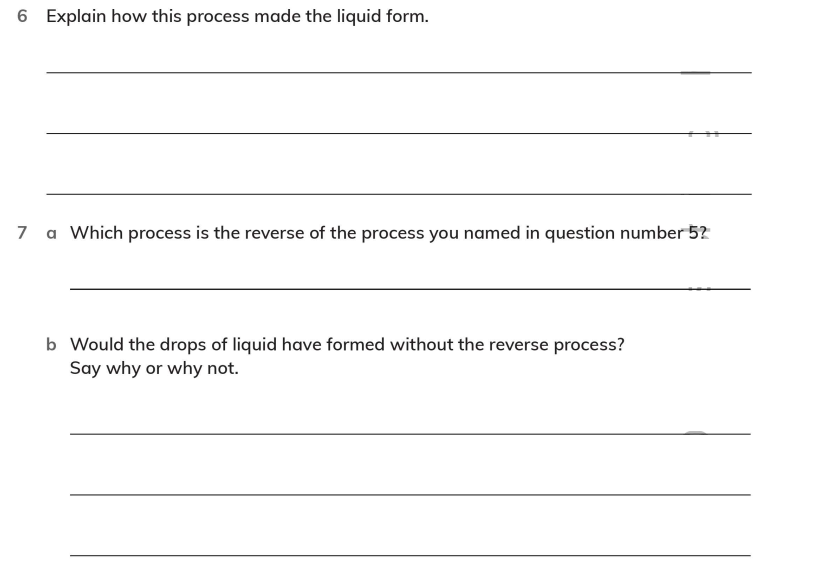 6 Explain how this process made the liquid form.
7 a Which process is the reverse of the process you named in question number 5?
b Would the drops of liquid have formed without the reverse process?
Say why or why not.